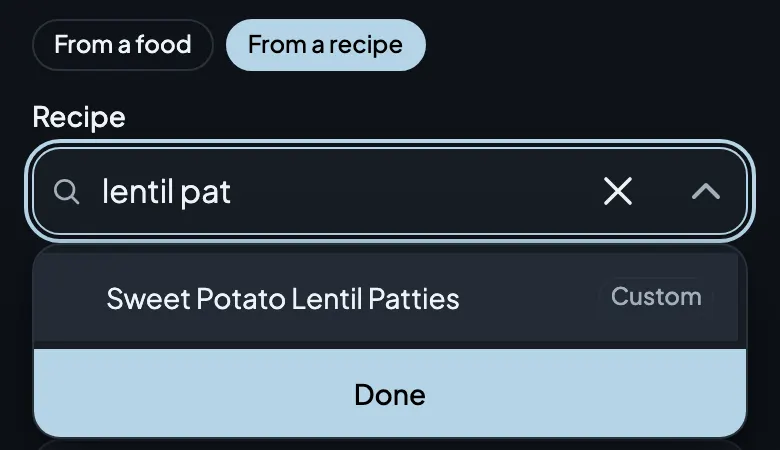 From a food From a recipe
Recipe
lentil pat
Sweet Potato Lentil Patties Custom
Done